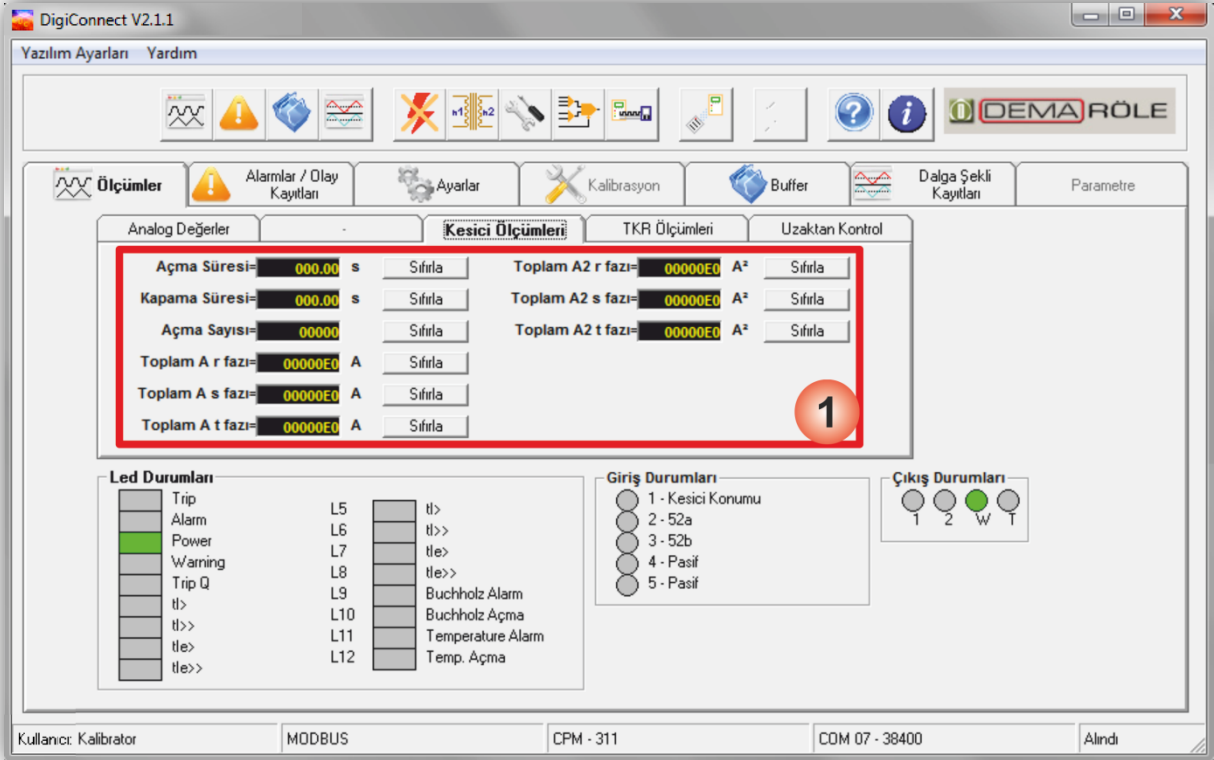 DigiConnect V2.1.1
Yazılım Ayarları Yardım
n1 n2
DEMA RÖLE
Ölçümler
Alarmlar / Olay Kayıtları
Ayarlar
Kalibrasyon
Buffer
Dalga Şekli Kayıtları
Parametre
Analog Değerler - Kesici Ölçümleri TKR Ölçümleri Uzaktan Kontrol
Açma Süresi= 000.00 s Sıfırla Toplam A2 r fazı= 00000E0 A² Sıfırla
Kapama Süresi= 000.00 s Sıfırla Toplam A2 s fazı= 00000E0 A² Sıfırla
Açma Sayısı= 00000 Sıfırla Toplam A2 t fazı= 00000E0 A² Sıfırla
Toplam A r fazı= 00000E0 A Sıfırla
Toplam A s fazı= 00000E0 A Sıfırla
Toplam A t fazı= 00000E0 A Sıfırla
1
Led Durumları
Trip
Alarm
Power
Warning
Trip Q
tI>
tI>>
tIe>
tIe>>
L5 tI>
L6 tI>>
L7 tIe>
L8 tIe>>
L9 Buchholz Alarm
L10 Buchholz Açma
L11 Temperature Alarm
L12 Temp. Açma
Giriş Durumları
1 - Kesici Konumu
2 - 52a
3 - 52b
4 - Pasif
5 - Pasif
Çıkış Durumları
1 2 W T
Kullanıcı: Kalibrator MODBUS CPM - 311 COM 07 - 38400 Alındı